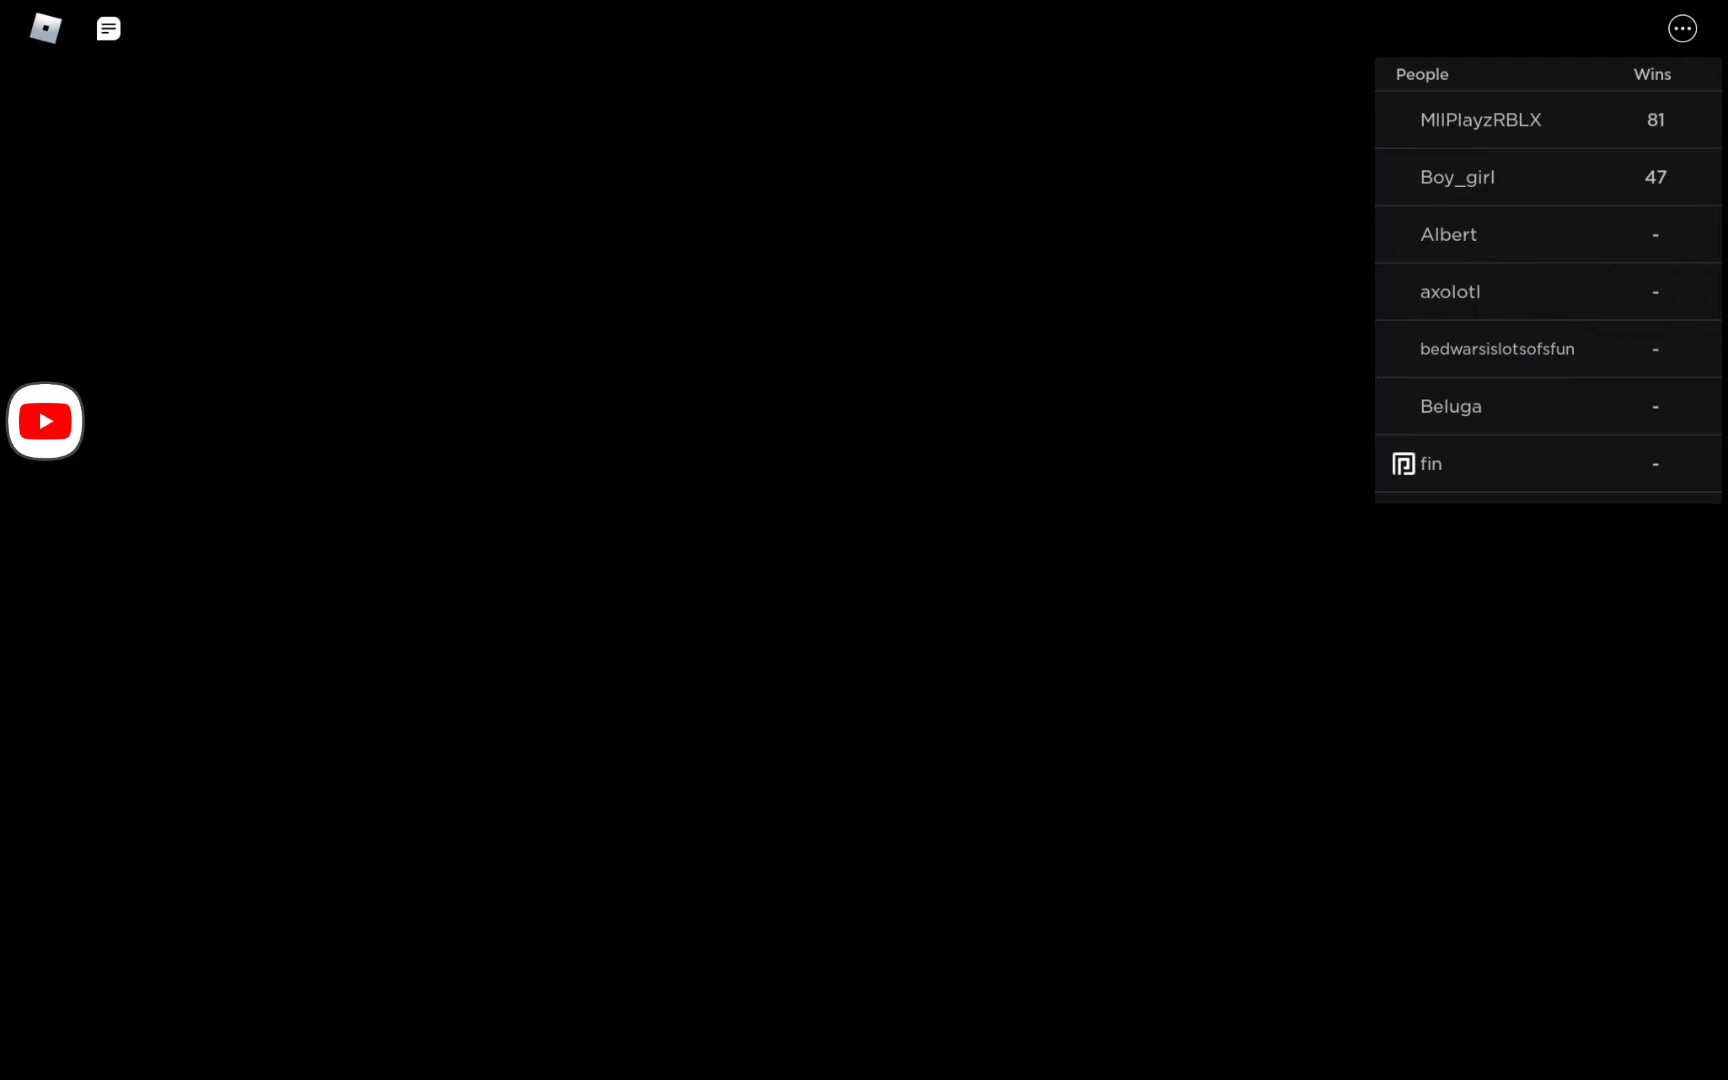 People Wins
MIIPlayzRBLX 81
Boy_girl 47
Albert -
axolotl -
bedwarsislotsofsfun -
Beluga -
fin -